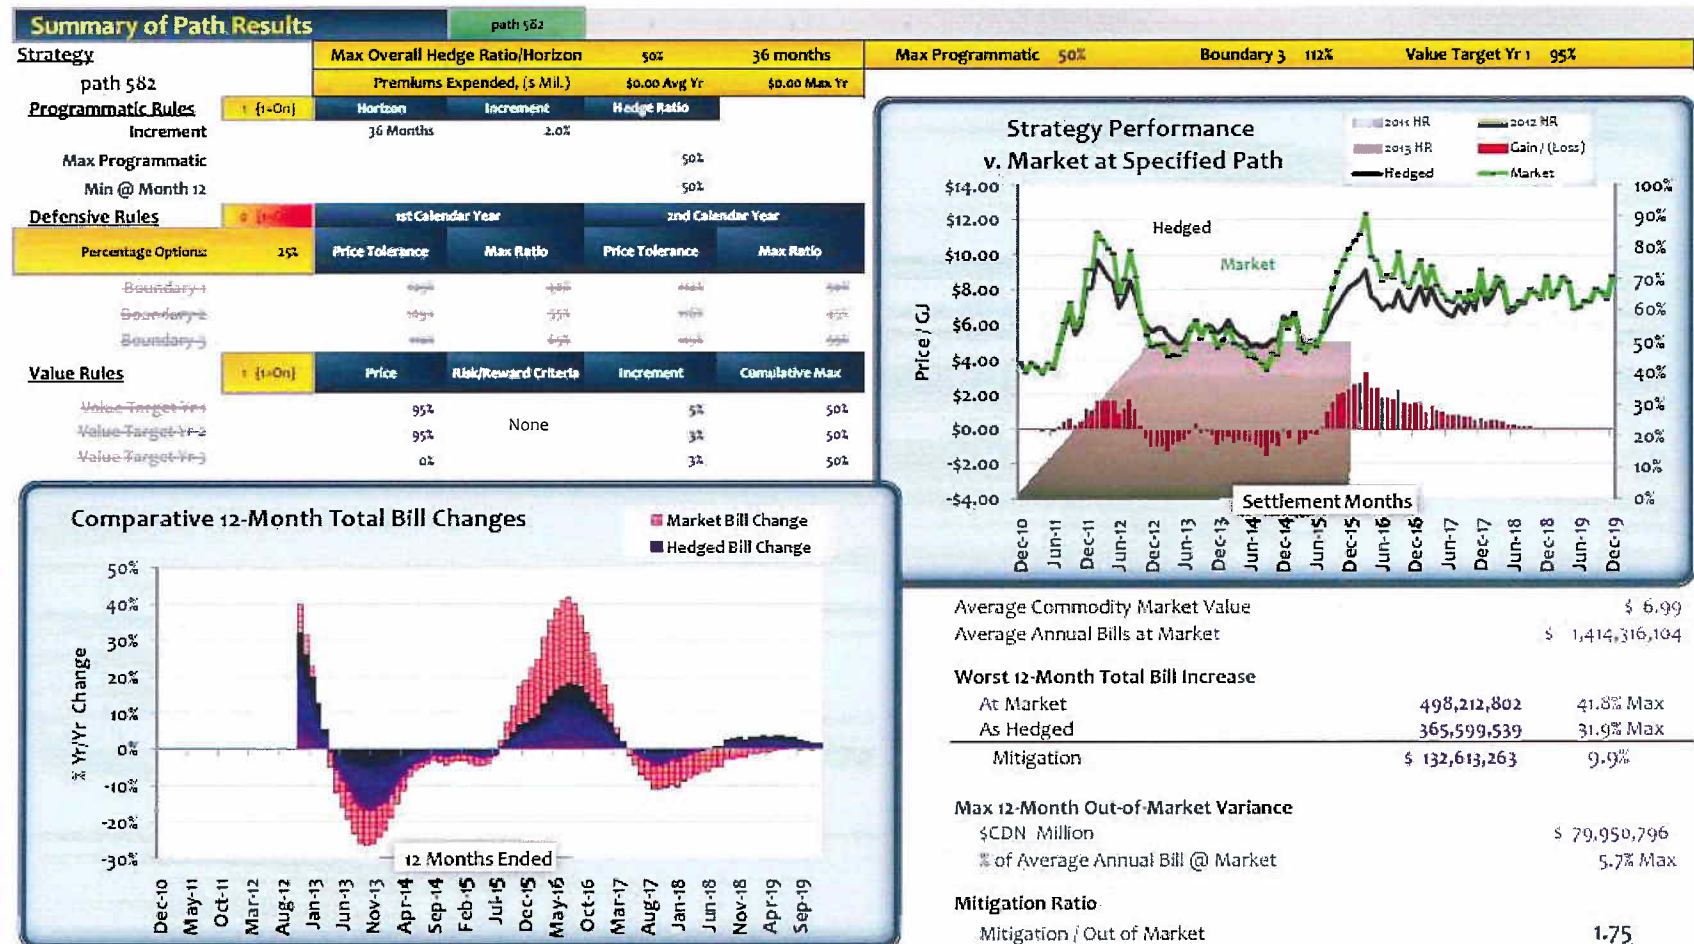 Summary of Path Results
path 582
Strategy
Max Overall Hedge Ratio/Horizon 50% 36 months
Max Programmatic 50% Boundary 3 112% Value Target Yr 1 95%
path 582
Premiums Expended, ($ Mil.) $0.00 Avg Yr $0.00 Max Yr
Programmatic Rules 1 {1=On} Horizon Increment Hedge Ratio
Increment 36 Months 2.0%
Max Programmatic 50%
Min @ Month 12 50%
Defensive Rules 1st Calendar Year 2nd Calendar Year
Percentage Options: 25% Price Tolerance Max Ratio Price Tolerance Max Ratio
Boundary 1
Boundary 2
Boundary 3
Value Rules 1 {1=On} Price Risk/Reward Criteria Increment Cumulative Max
Value Target Yr 1 95% 5% 50%
None
Value Target Yr 2 95% 3% 50%
Value Target Yr 3 0% 3% 50%
Strategy Performance
v. Market at Specified Path
2011 HR 2012 HR
2013 HR Gain / (Loss)
Hedged Market
Price / GJ
$14.00
$12.00
$10.00
$8.00
$6.00
$4.00
$2.00
$0.00
-$2.00
-$4.00
Hedged
Market
100%
90%
80%
70%
60%
50%
40%
30%
20%
10%
0%
Settlement Months
Dec-10 Jun-11 Dec-11 Jun-12 Dec-12 Jun-13 Dec-13 Jun-14 Dec-14 Jun-15 Dec-15 Jun-16 Dec-16 Jun-17 Dec-17 Jun-18 Dec-18 Jun-19 Dec-19
Comparative 12-Month Total Bill Changes
Market Bill Change
Hedged Bill Change
% Yr/Yr Change
50%
40%
30%
20%
10%
0%
-10%
-20%
-30%
12 Months Ended
Dec-10 May-11 Oct-11 Mar-12 Aug-12 Jan-13 Jun-13 Nov-13 Apr-14 Sep-14 Feb-15 Jul-15 Dec-15 May-16 Oct-16 Mar-17 Aug-17 Jan-18 Jun-18 Nov-18 Apr-19 Sep-19
Average Commodity Market Value $ 6.99
Average Annual Bills at Market $ 1,414,316,104
Worst 12-Month Total Bill Increase
At Market 498,212,802 41.8% Max
As Hedged 365,599,539 31.9% Max
Mitigation $ 132,613,263 9.9%
Max 12-Month Out-of-Market Variance
$CDN Million $ 79,950,796
% of Average Annual Bill @ Market 5.7% Max
Mitigation Ratio
Mitigation / Out of Market 1.75